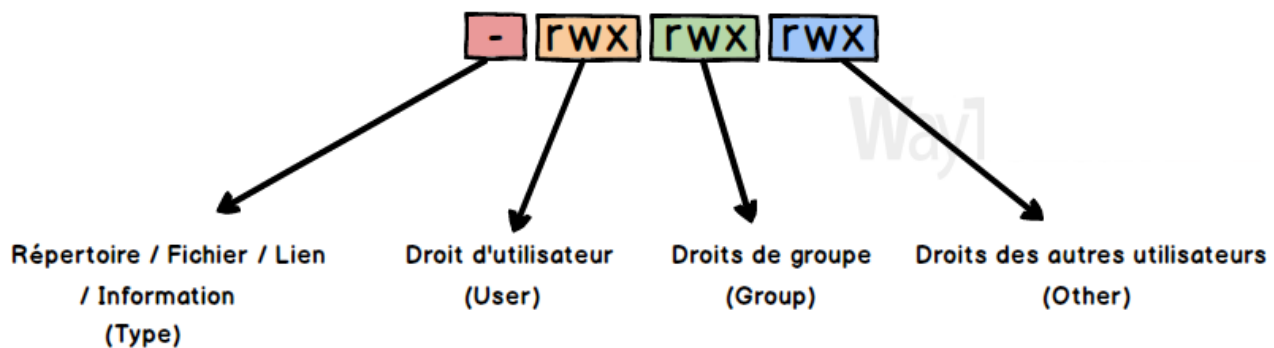 - rwx rwx rwx
Way1
Répertoire / Fichier / Lien
/ Information
(Type)
Droit d'utilisateur
(User)
Droits de groupe
(Group)
Droits des autres utilisateurs
(Other)